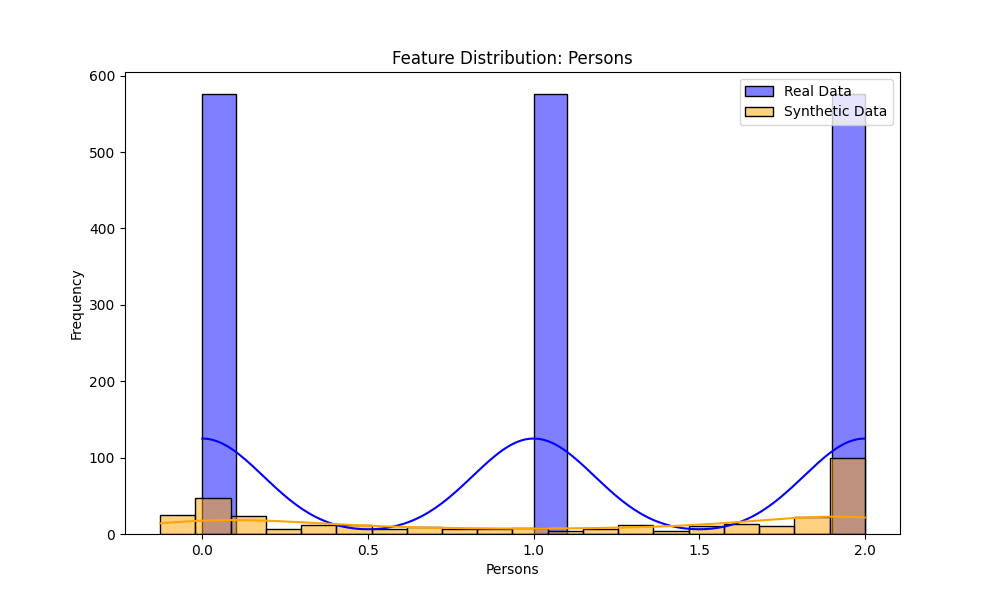 Feature Distribution: Persons
Real Data
Synthetic Data
Frequency
600
500
400
300
200
100
0
0.0 0.5 1.0 1.5 2.0
Persons